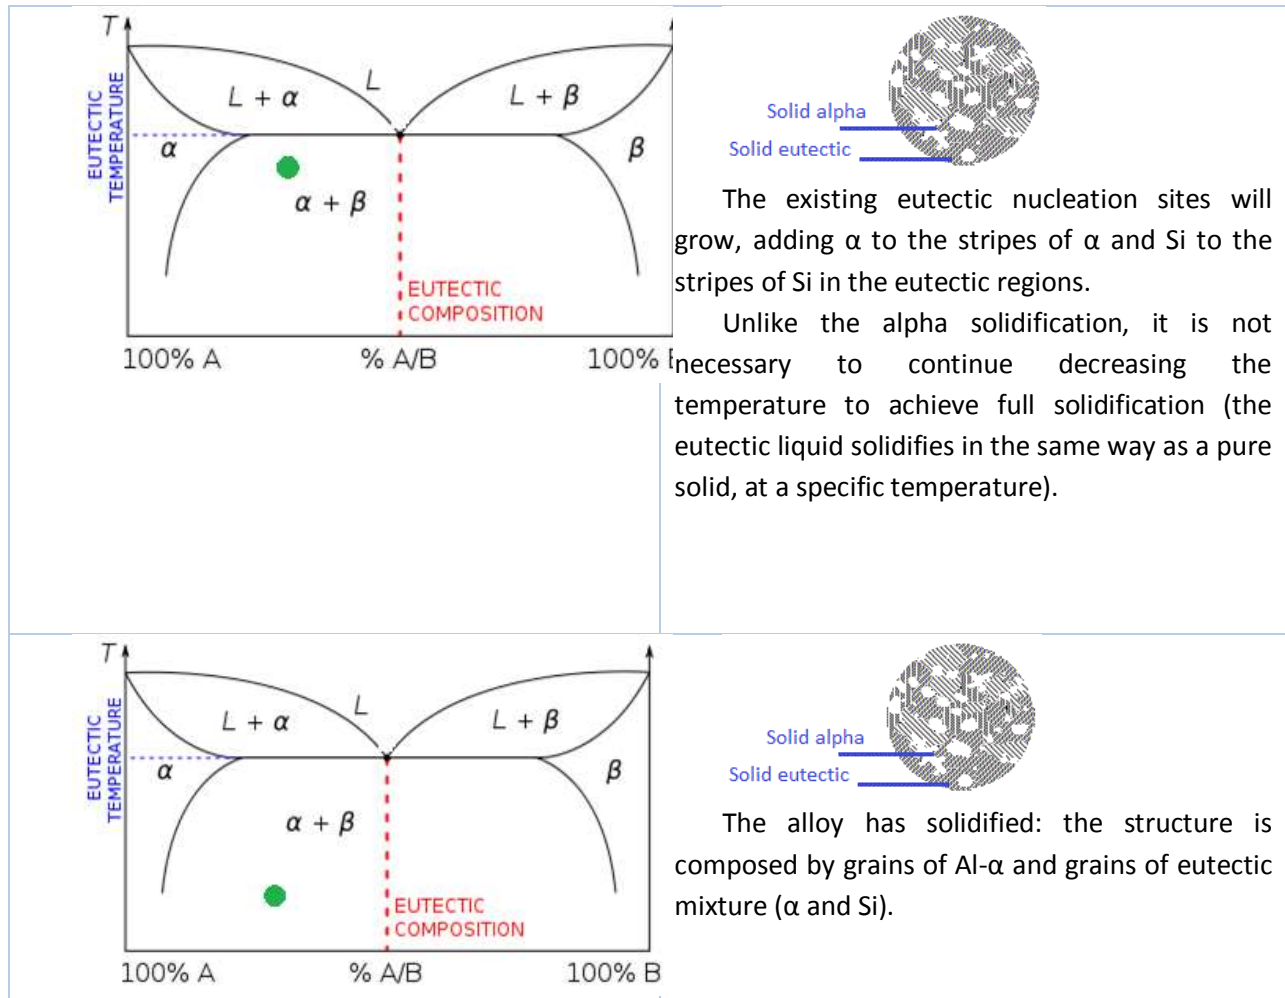 T
L
L + α
L + β
EUTECTIC
TEMPERATURE
α
β
α + β
EUTECTIC
COMPOSITION
100% A
% A/B
100%
Solid alpha
Solid eutectic
The existing eutectic nucleation sites will
grow, adding α to the stripes of α and Si to the
stripes of Si in the eutectic regions.
Unlike the alpha solidification, it is not
necessary to continue decreasing the
temperature to achieve full solidification (the
eutectic liquid solidifies in the same way as a pure
solid, at a specific temperature).
T
L
L + α
L + β
EUTECTIC
TEMPERATURE
α
β
α + β
EUTECTIC
COMPOSITION
100% A
% A/B
100% B
Solid alpha
Solid eutectic
The alloy has solidified: the structure is
composed by grains of Al-α and grains of eutectic
mixture (α and Si).